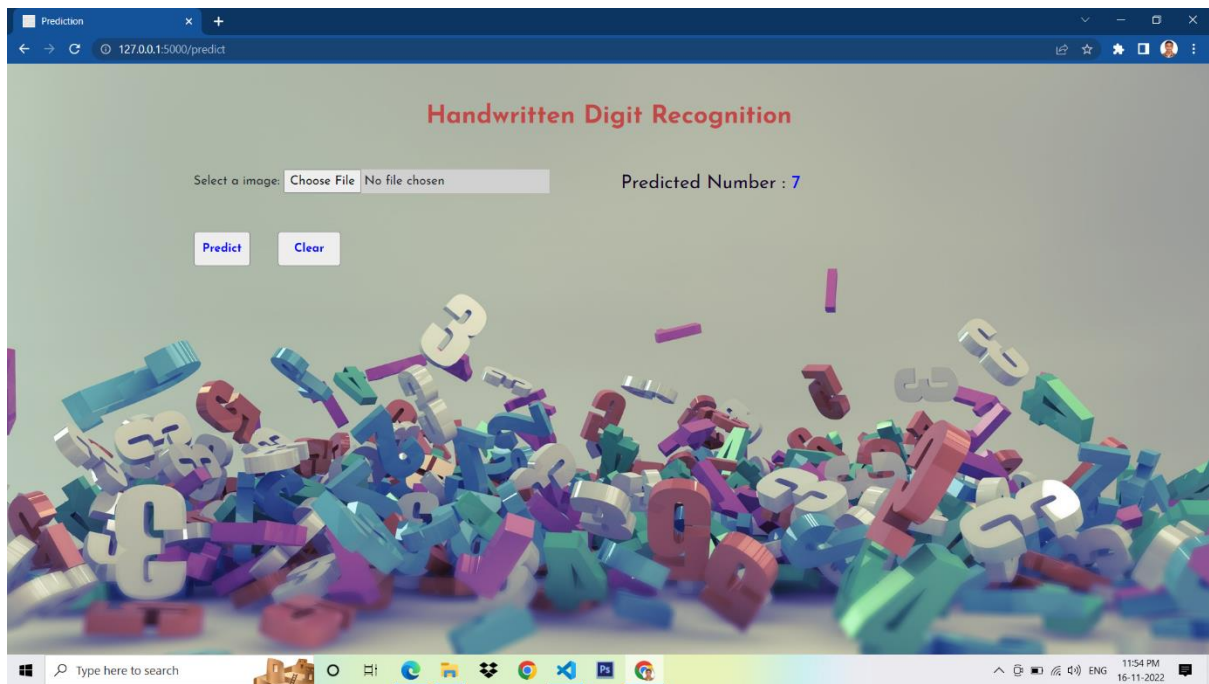 Prediction
127.0.0.1:5000/predict
Handwritten Digit Recognition
Select a image: Choose File No file chosen
Predicted Number : 7
Predict Clear
Type here to search
Ps
ENG
11:54 PM
16-11-2022